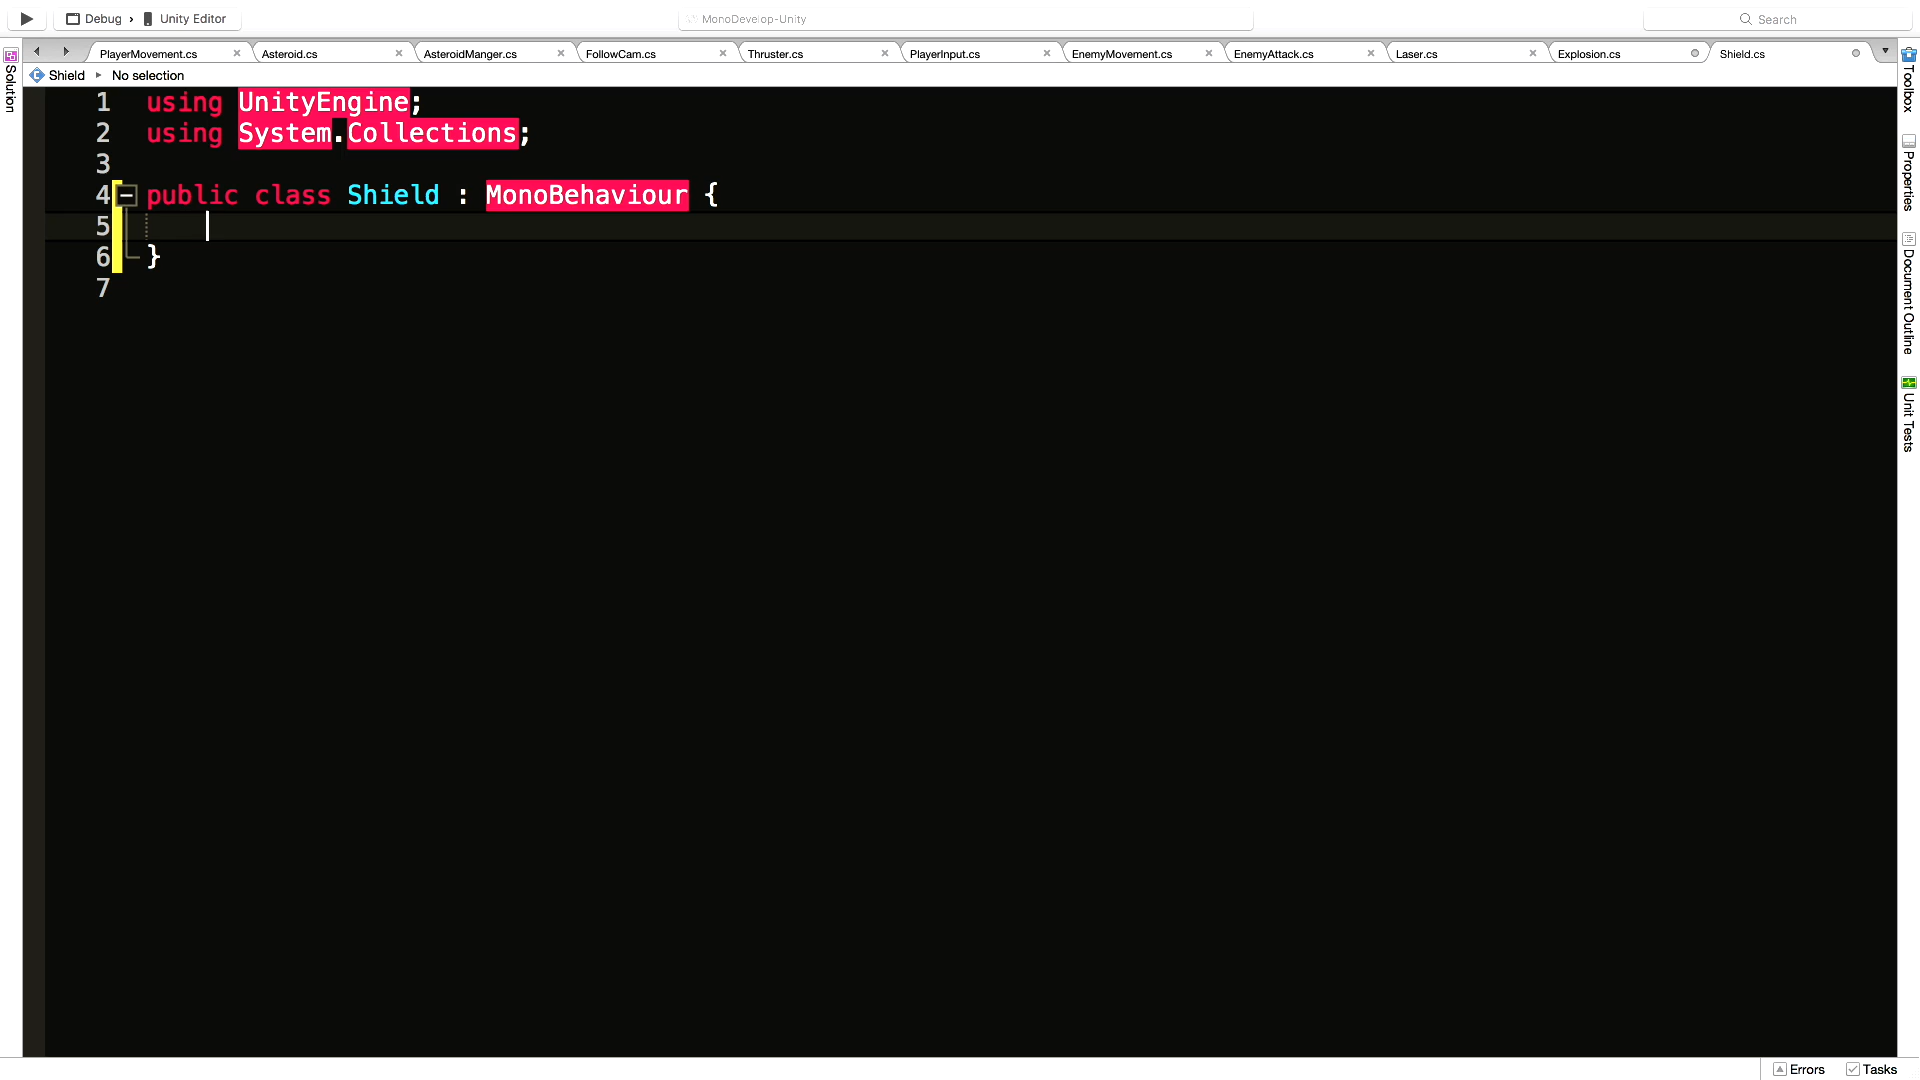 Debug › Unity Editor
MonoDevelop-Unity
Search
PlayerMovement.cs
Asteroid.cs
AsteroidManger.cs
FollowCam.cs
Thruster.cs
PlayerInput.cs
EnemyMovement.cs
EnemyAttack.cs
Laser.cs
Explosion.cs
Shield.cs
Shield ▸ No selection
Solution
1 using UnityEngine;
2 using System.Collections;
3
4 public class Shield : MonoBehaviour {
5
6 }
7
Toolbox
Properties
Document Outline
Unit Tests
Errors
Tasks